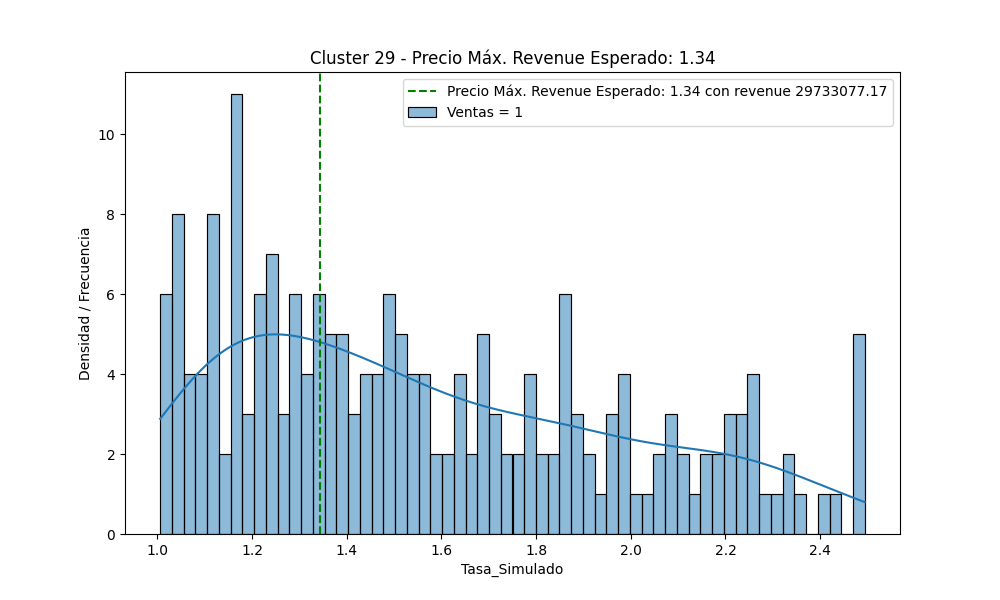 Cluster 29 - Precio Máx. Revenue Esperado: 1.34
Precio Máx. Revenue Esperado: 1.34 con revenue 29733077.17
Ventas = 1
Densidad / Frecuencia
10
8
6
4
2
0
1.0 1.2 1.4 1.6 1.8 2.0 2.2 2.4
Tasa_Simulado